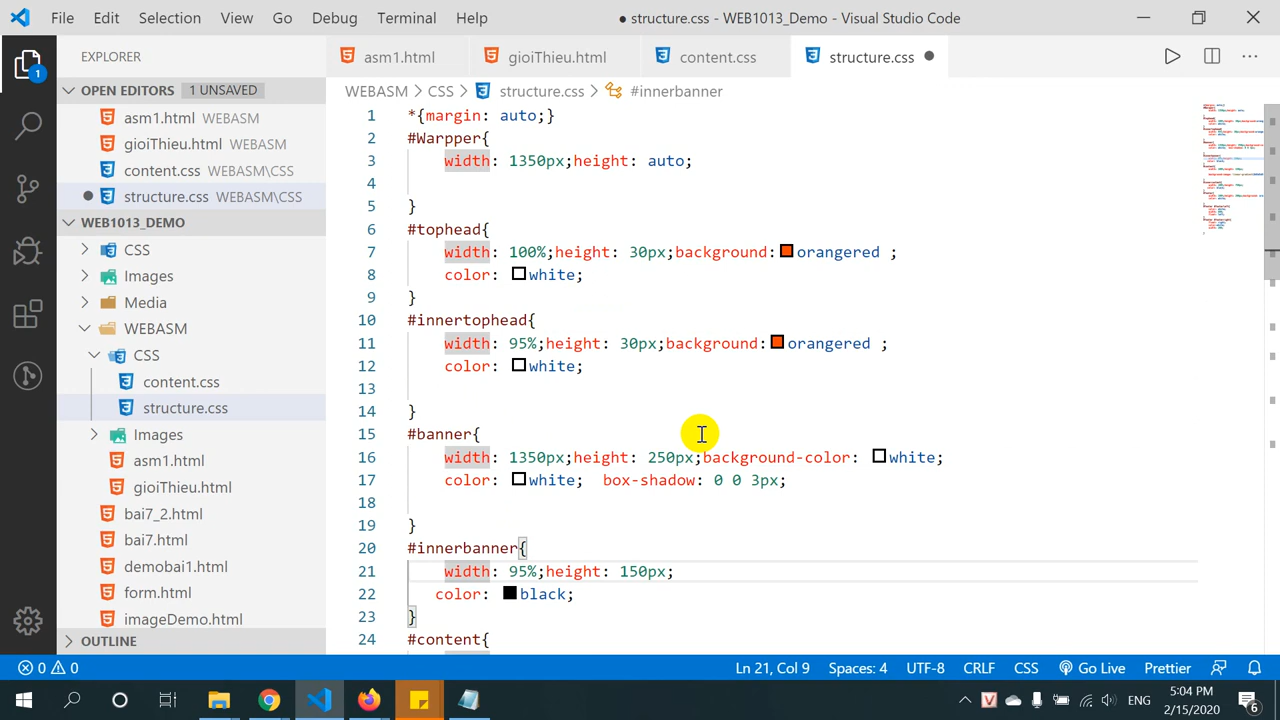 File Edit Selection View Go Debug Terminal Help
● structure.css - WEB1013_Demo - Visual Studio Code
EXPLORER
asm1.html gioiThieu.html content.css structure.css
OPEN EDITORS 1 UNSAVED
WEBASM > CSS > structure.css > #innerbanner
asm1.html WEBASM
gioiThieu.html WEBASM
content.css WEBASM\CSS
structure.css WEBASM\CSS
WEB1013_DEMO
CSS
Images
Media
WEBASM
CSS
content.css
structure.css
Images
asm1.html
gioiThieu.html
bai7_2.html
bai7.html
demobai1.html
form.html
imageDemo.html
OUTLINE
1 *{margin: auto;}
2 #Warpper{
3 width: 1350px;height: auto;
4
5 }
6 #tophead{
7 width: 100%;height: 30px;background: orangered ;
8 color: white;
9 }
10 #innertophead{
11 width: 95%;height: 30px;background: orangered ;
12 color: white;
13
14 }
15 #banner{
16 width: 1350px;height: 250px;background-color: white;
17 color: white; box-shadow: 0 0 3px;
18
19 }
20 #innerbanner{
21 width: 95%;height: 150px;
22 color: black;
23 }
24 #content{
1
0 0
Ln 21, Col 9 Spaces: 4 UTF-8 CRLF CSS Go Live Prettier
ENG
5:04 PM
2/15/2020
6